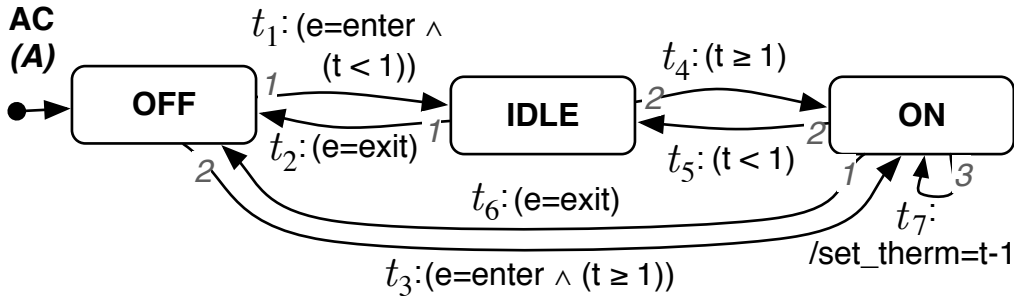 AC
(A)
t1: (e=enter ∧
(t < 1))
t4: (t ≥ 1)
1
2
OFF
IDLE
ON
1
2
t2: (e=exit)
t5: (t < 1)
2
1
3
t6: (e=exit)
t7:
/set_therm=t-1
t3: (e=enter ∧ (t ≥ 1))